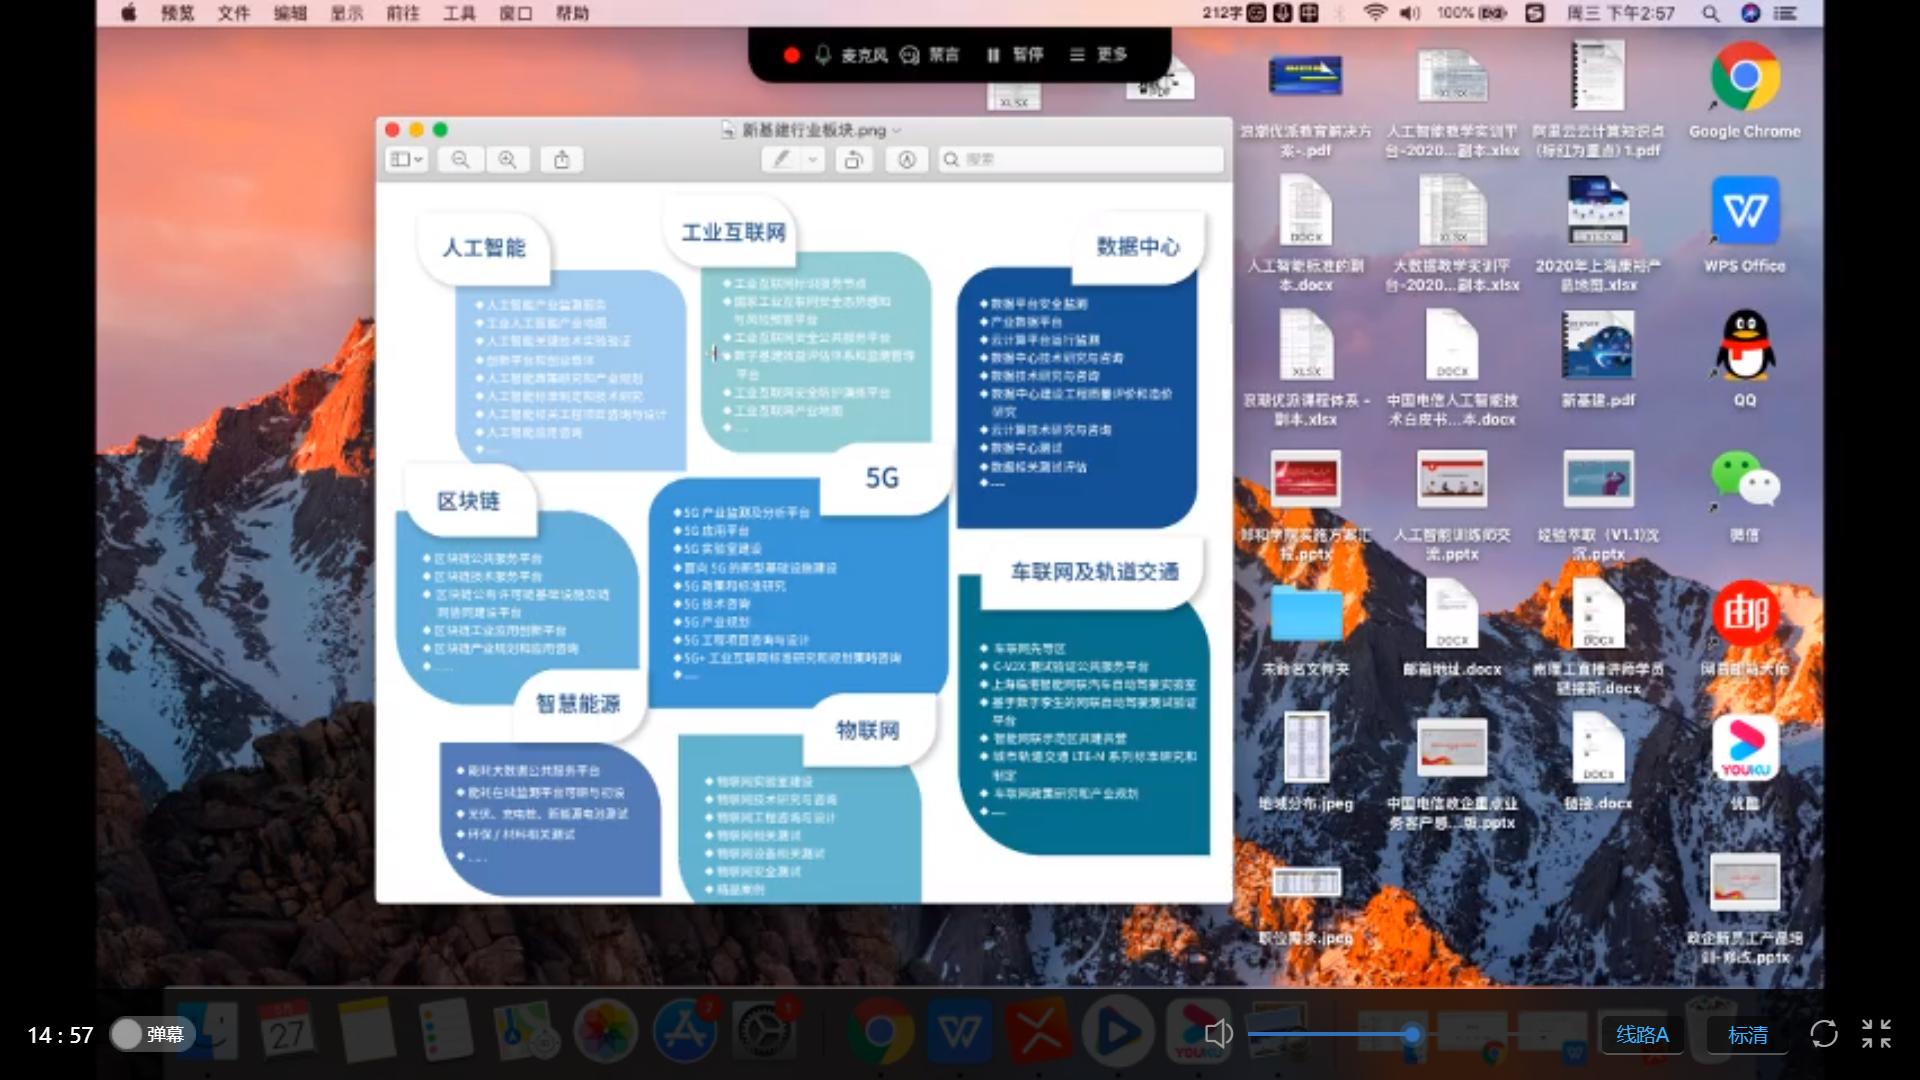 预览 文件 编辑 显示 前往 工具 窗口 帮助
212字
100%
周三 下午2:57
麦克风 禁言 暂停 更多
新基建行业板块.png
搜索
人工智能
人工智能产业监测服务
工业人工智能产业地图
人工智能关键技术实验验证
创新平台和创业载体
人工智能政策研究和产业规划
人工智能标准制定和技术研究
人工智能相关工程项目咨询与设计
人工智能应用咨询
工业互联网
工业互联网标识服务节点
国家工业互联网安全态势感知
与风险预警平台
工业互联网安全公共服务平台
数字基建效益评估体系和监测管理
平台
工业互联网安全防护演练平台
工业互联网产业地图
数据中心
数据平台安全监测
产业数据平台
云计算平台运行监测
数据中心技术研究与咨询
数据技术研究与咨询
数据中心建设工程质量评价和造价
研究
云计算技术研究与咨询
数据中心测试
数据相关测试评估
区块链
区块链公共服务平台
区块链技术服务平台
区块链公有许可链基础设施及链
网协同建设平台
区块链工业应用创新平台
区块链产业规划和应用咨询
5G
5G 产业监测及分析平台
5G 应用平台
5G 实验室建设
面向 5G 的新型基础设施建设
5G 政策和标准研究
5G 技术咨询
5G 产业规划
5G 工程项目咨询与设计
5G+ 工业互联网标准研究和规划策略咨询
车联网及轨道交通
车联网先导区
C-V2X 测试验证公共服务平台
上海临港智能网联汽车自动驾驶实验室
基于数字孪生的网联自动驾驶测试验证
平台
智能网联示范区共建共营
城市轨道交通 LTE-M 系列标准研究和
制定
车联网政策研究和产业规划
智慧能源
能耗大数据公共服务平台
能耗在线监测平台可研与初设
光伏、充电桩、新能源电池测试
环保 / 材料相关测试
物联网
物联网实验室建设
物联网技术研究与咨询
物联网工程咨询与设计
物联网相关测试
物联网设备相关测试
物联网安全测试
精品案例
XLSX
浪潮优派教育解决方
案-.pdf
人工智能教学实训平
台-2020...副本.xlsx
阿里云云计算知识点
（标红为重点）1.pdf
Google Chrome
人工智能标准的副
本.docx
大数据教学实训平
台-2020...副本.xlsx
2020年上海康裕产
品地图.xlsx
WPS Office
浪潮优派课程体系 -
副本.xlsx
中国电信人工智能技
术白皮书...本.docx
新基建.pdf
QQ
人工智能训练师交
流.pptx
经验萃取（V1.1)沈
沉.pptx
微信
未命名文件夹
邮箱地址.docx
南理工直播讲师学员
链接新.docx
网易邮箱大师
地域分布.jpeg
中国电信政企重点业
务客户感...版.pptx
链接.docx
YOUKU
优酷
职位需求.jpeg
政企新员工产品培
训-修改.pptx
14 : 57 弹幕
27
线路A 标清